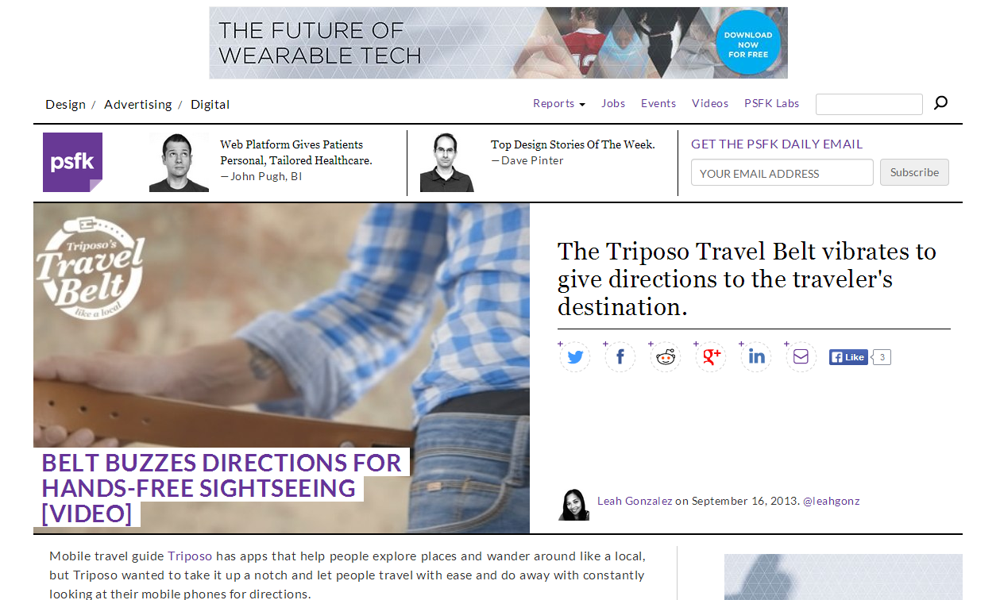 THE FUTURE OF
WEARABLE TECH
DOWNLOAD
NOW
FOR FREE
Design / Advertising / Digital
Reports Jobs Events Videos PSFK Labs
psfk
Web Platform Gives Patients
Personal, Tailored Healthcare.
—John Pugh, BI
Top Design Stories Of The Week.
—Dave Pinter
GET THE PSFK DAILY EMAIL
YOUR EMAIL ADDRESS
Subscribe
Triposo's
Travel
Belt
like a local
BELT BUZZES DIRECTIONS FOR
HANDS-FREE SIGHTSEEING
[VIDEO]
The Triposo Travel Belt vibrates to
give directions to the traveler's
destination.
Like 3
Leah Gonzalez on September 16, 2013. @leahgonz
Mobile travel guide Triposo has apps that help people explore places and wander around like a local,
but Triposo wanted to take it up a notch and let people travel with ease and do away with constantly
looking at their mobile phones for directions.